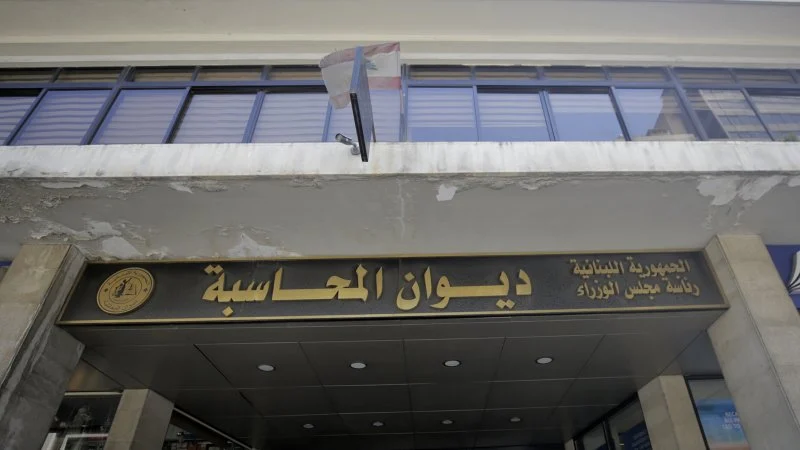 الجمهورية اللبنانية
رئاسة مجلس الوزراء
ديوان المحاسبة